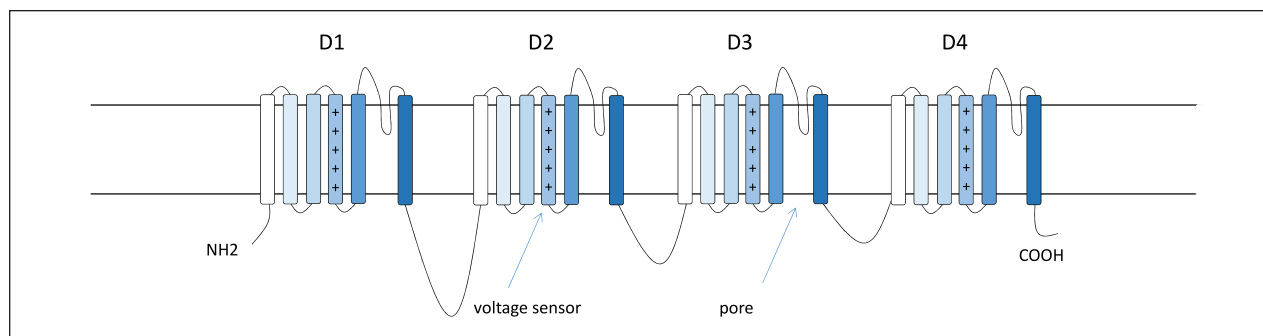 D1 D2 D3 D4
+ + + +
+ + + +
+ + + +
+ + + +
+ + + +
NH2 COOH
voltage sensor pore